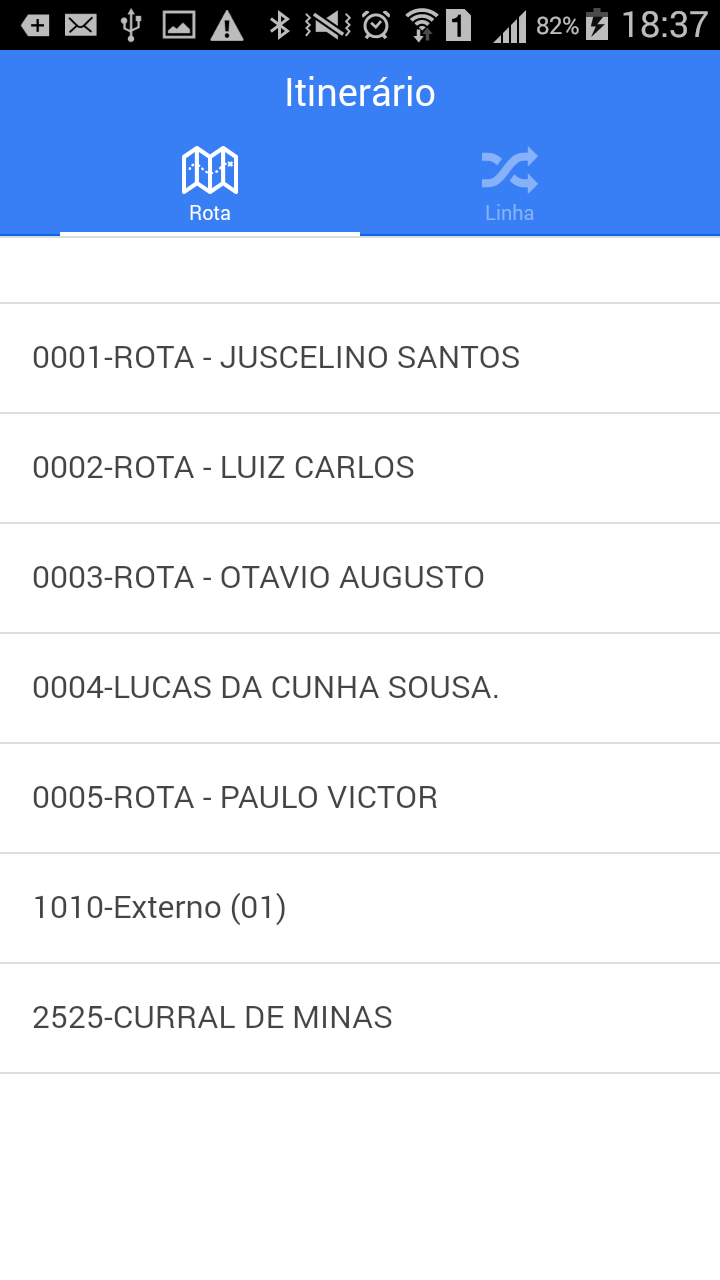 1
82%
18:37
Itinerário
Rota
Linha
0001-ROTA - JUSCELINO SANTOS
0002-ROTA - LUIZ CARLOS
0003-ROTA - OTAVIO AUGUSTO
0004-LUCAS DA CUNHA SOUSA.
0005-ROTA - PAULO VICTOR
1010-Externo (01)
2525-CURRAL DE MINAS